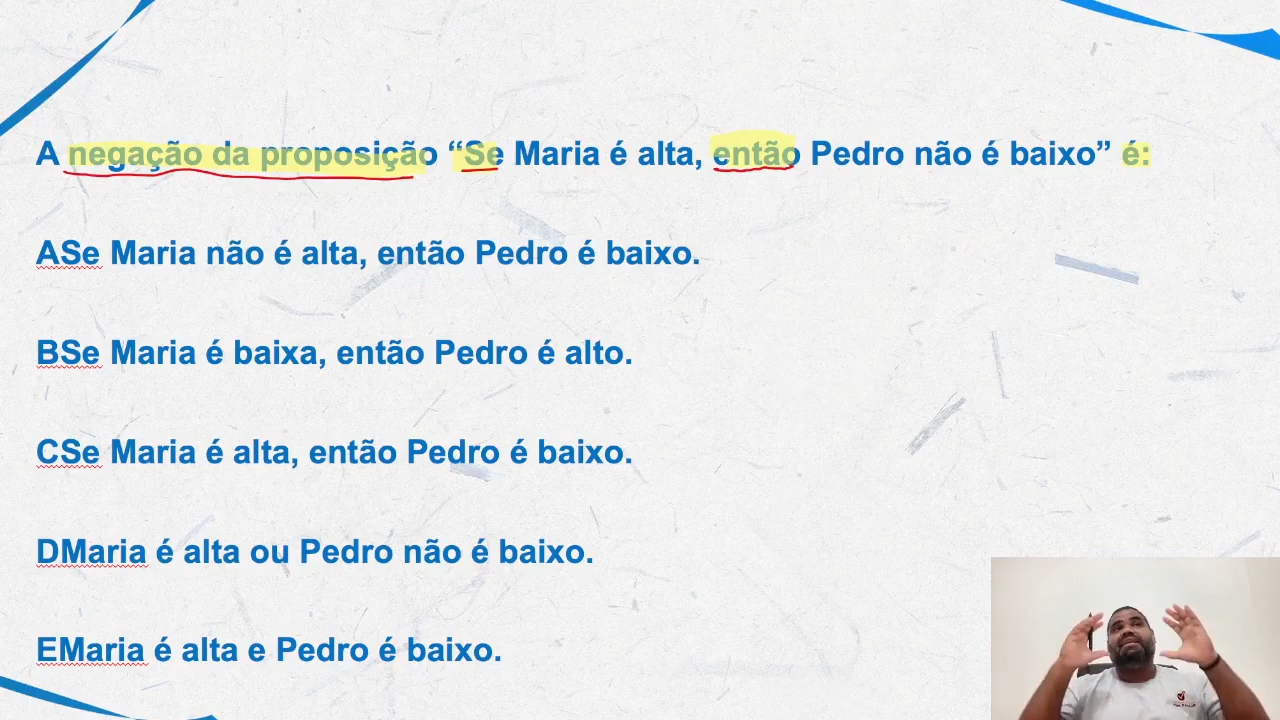 A negação da proposição “Se Maria é alta, então Pedro não é baixo” é:
ASe Maria não é alta, então Pedro é baixo.
BSe Maria é baixa, então Pedro é alto.
CSe Maria é alta, então Pedro é baixo.
DMaria é alta ou Pedro não é baixo.
EMaria é alta e Pedro é baixo.